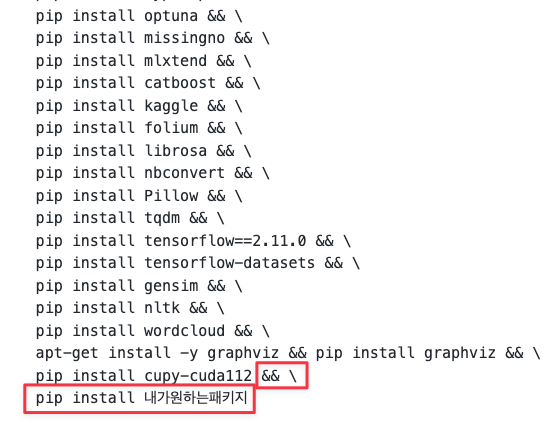 pip install optuna && \
pip install missingno && \
pip install mlxtend && \
pip install catboost && \
pip install kaggle && \
pip install folium && \
pip install librosa && \
pip install nbconvert && \
pip install Pillow && \
pip install tqdm && \
pip install tensorflow==2.11.0 && \
pip install tensorflow-datasets && \
pip install gensim && \
pip install nltk && \
pip install wordcloud && \
apt-get install -y graphviz && pip install graphviz && \
pip install cupy-cuda112 && \
pip install 내가원하는패키지